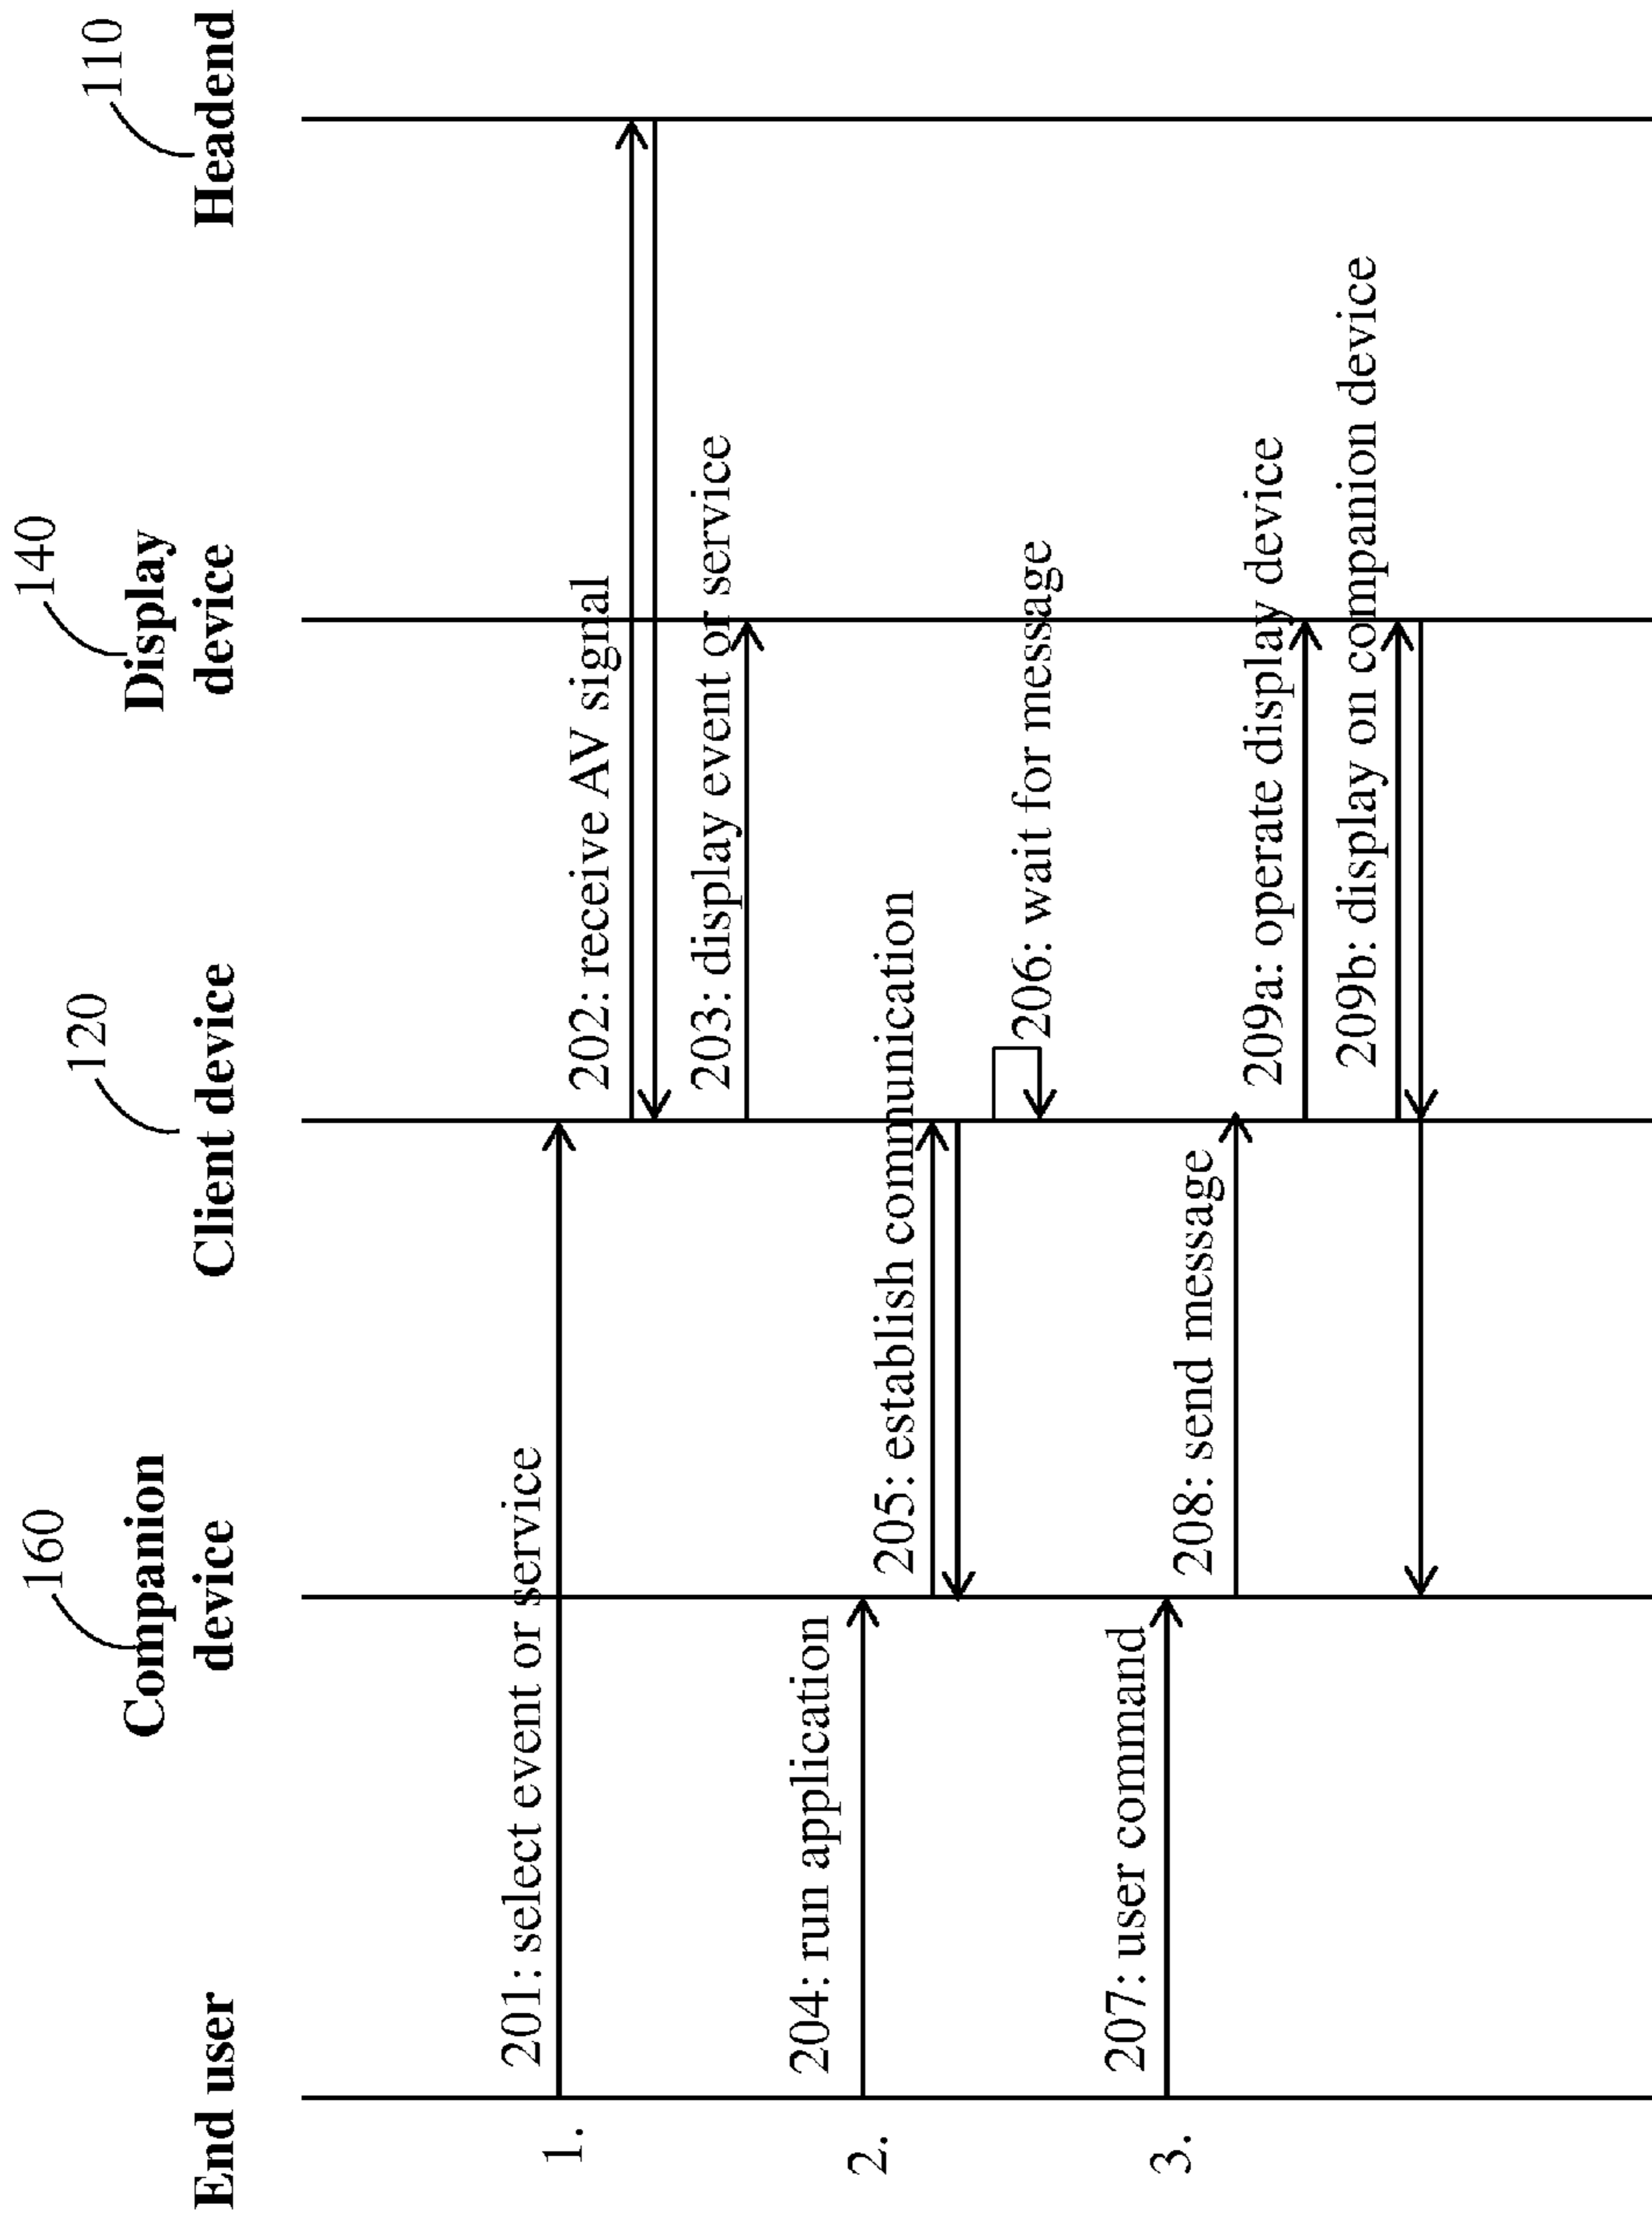 End user
160
Companion
device
120
Client device
140
Display
device
110
Headend
1.
201: select event or service
202: receive AV signal
203: display event or service
2.
204: run application
205: establish communication
206: wait for message
3.
207: user command
208: send message
209a: operate display device
209b: display on companion device